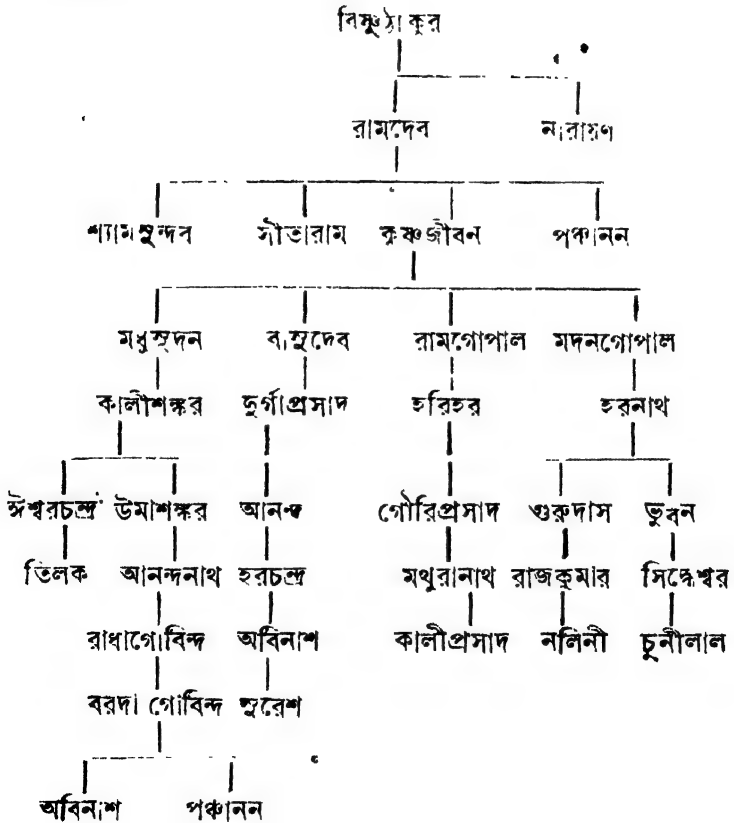 বিষ্ণুঠাকুর
রামদেব নারায়ণ
শ্যামসুন্দব সীতারাম কৃষ্ণজীবন পঞ্চানন
মধুসূদন বাসুদেব রামগোপাল মদনগোপাল
কালীশঙ্কর দুর্গাপ্রসাদ হরিহর হরনাথ
ঈশ্বরচন্দ্র উমাশঙ্কর আনন্দ গৌরিপ্রসাদ গুরুদাস ভুবন
তিলক আনন্দনাথ হরচন্দ্র মথুরানাথ রাজকুমার সিদ্ধেশ্বর
রাধাগোবিন্দ অবিনাশ কালীপ্রসাদ নলিনী চুনীলাল
বরদা গোবিন্দ সুরেশ
অবিনাশ পঞ্চানন